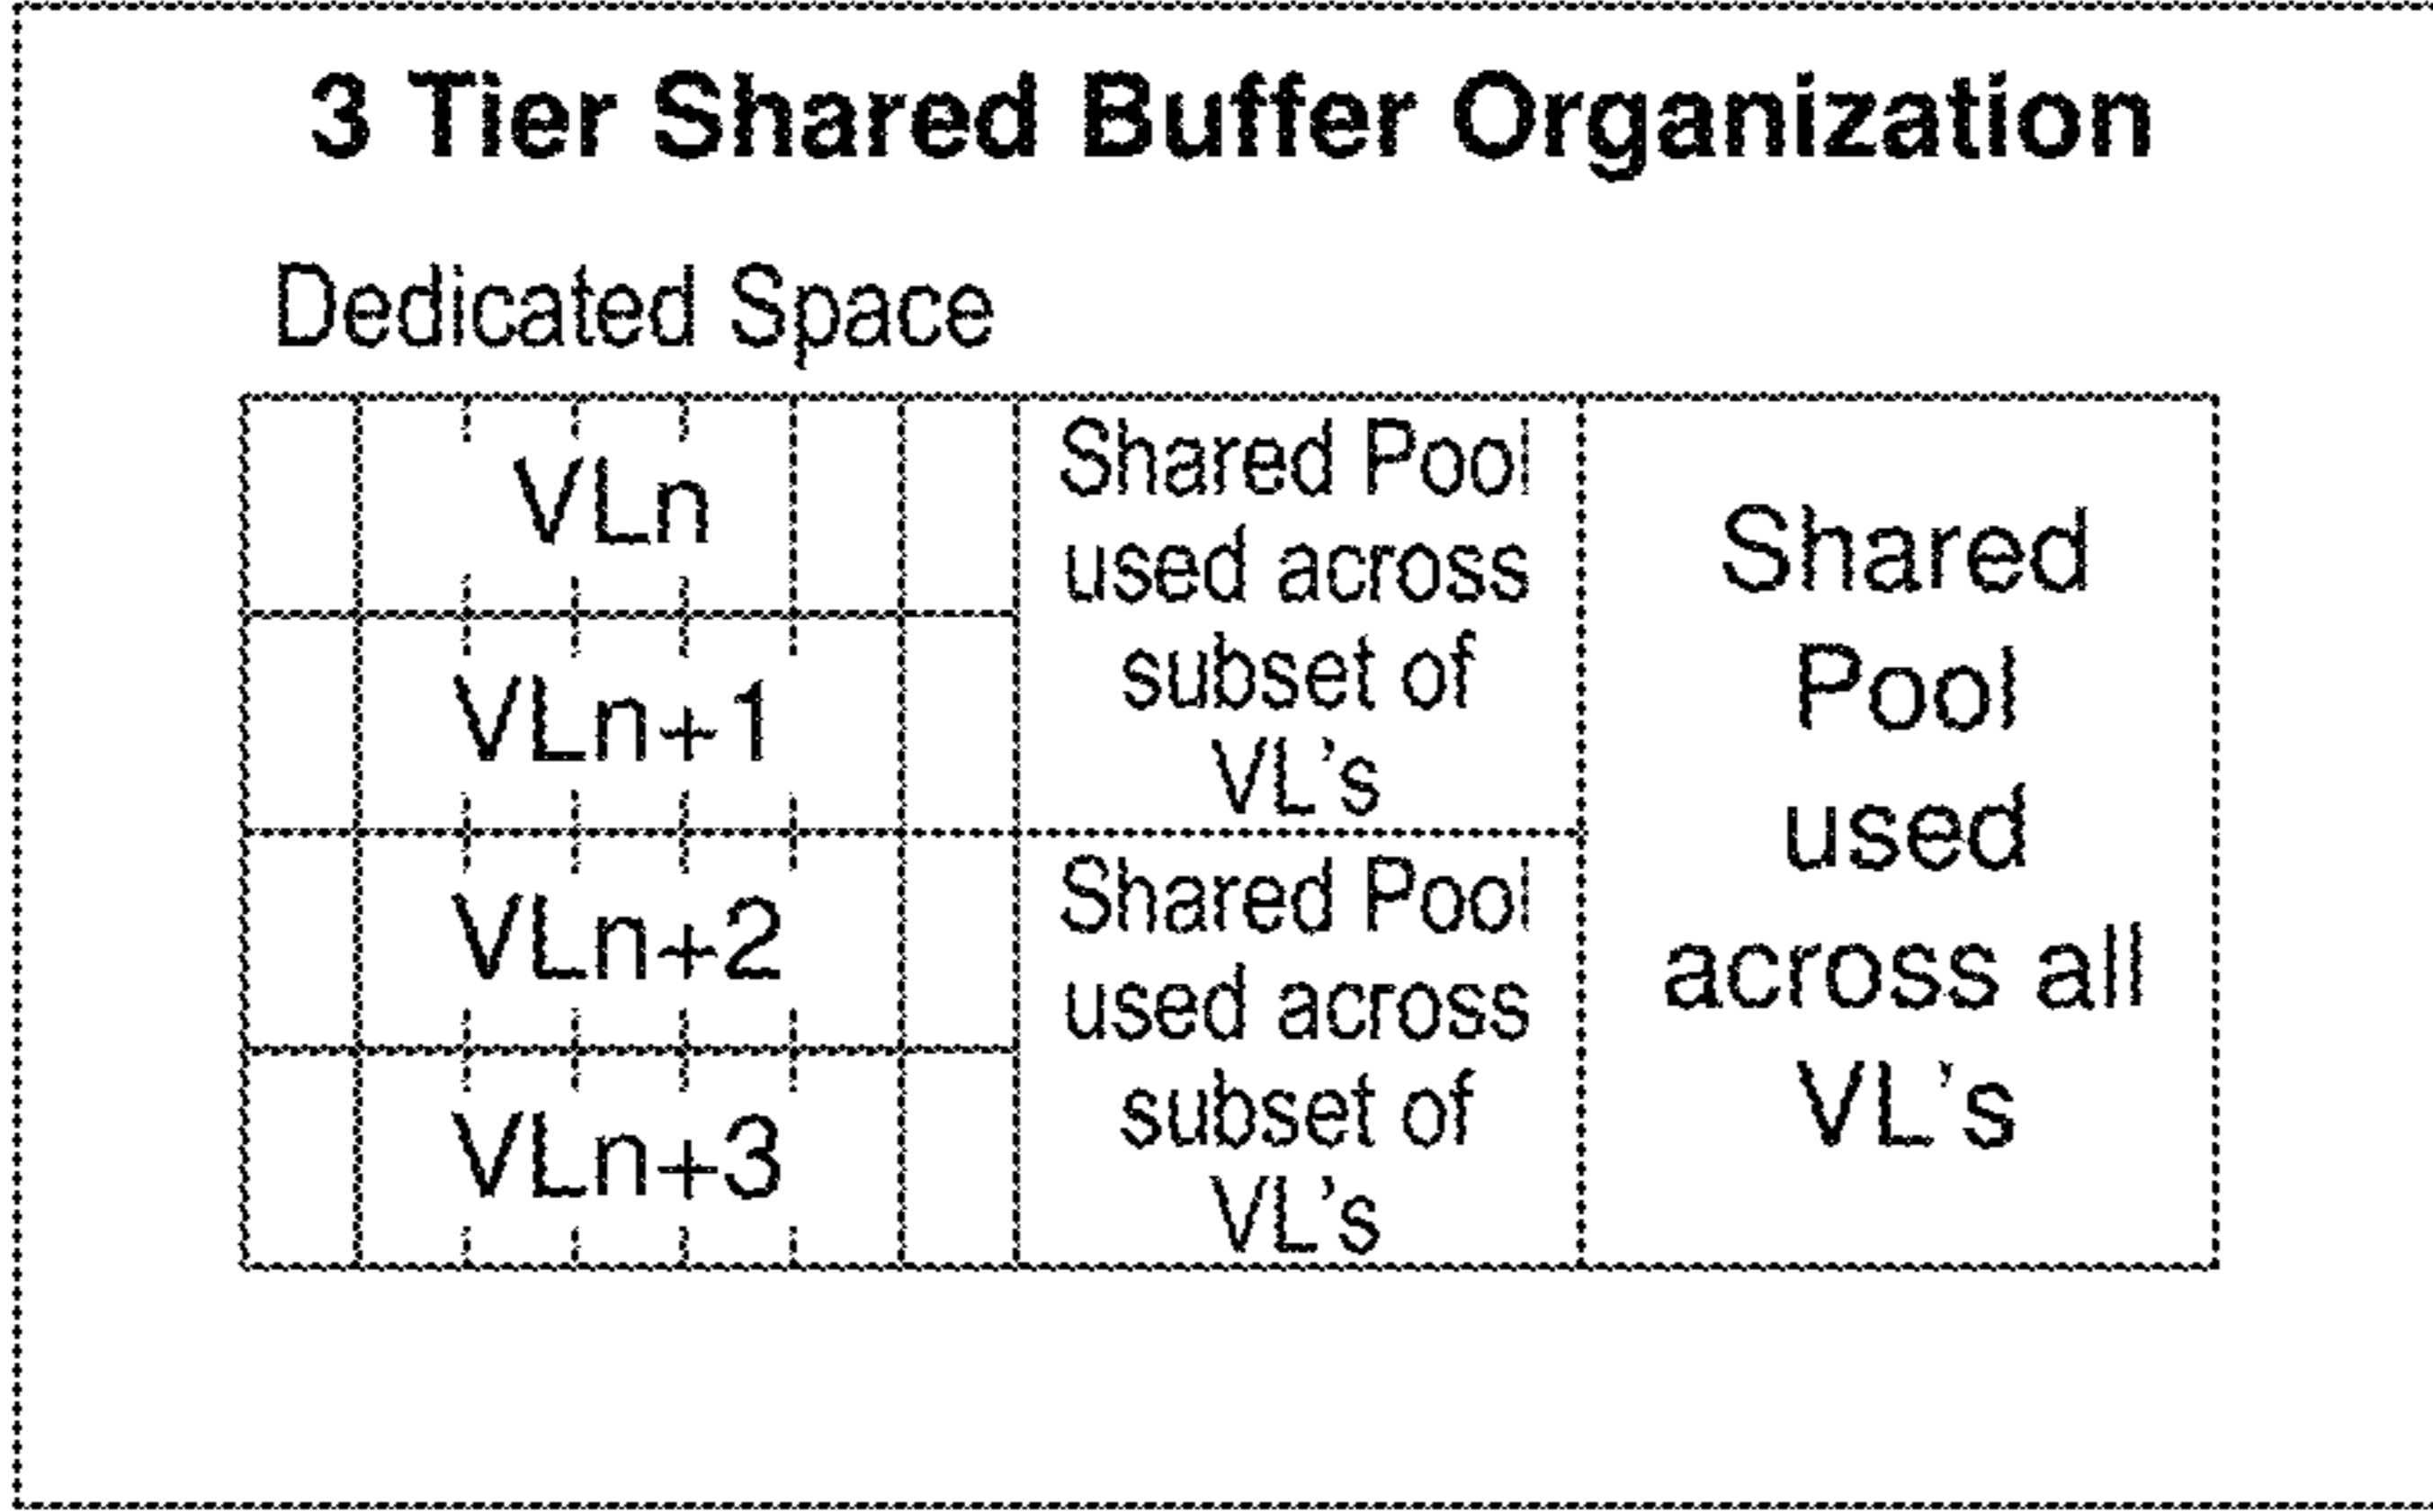 3 Tier Shared Buffer Organization
Dedicated Space
VLn
VLn+1
VLn+2
VLn+3
Shared Pool
used across
subset of
VL's
Shared Pool
used across
subset of
VL's
Shared
Pool
used
across all
VL's